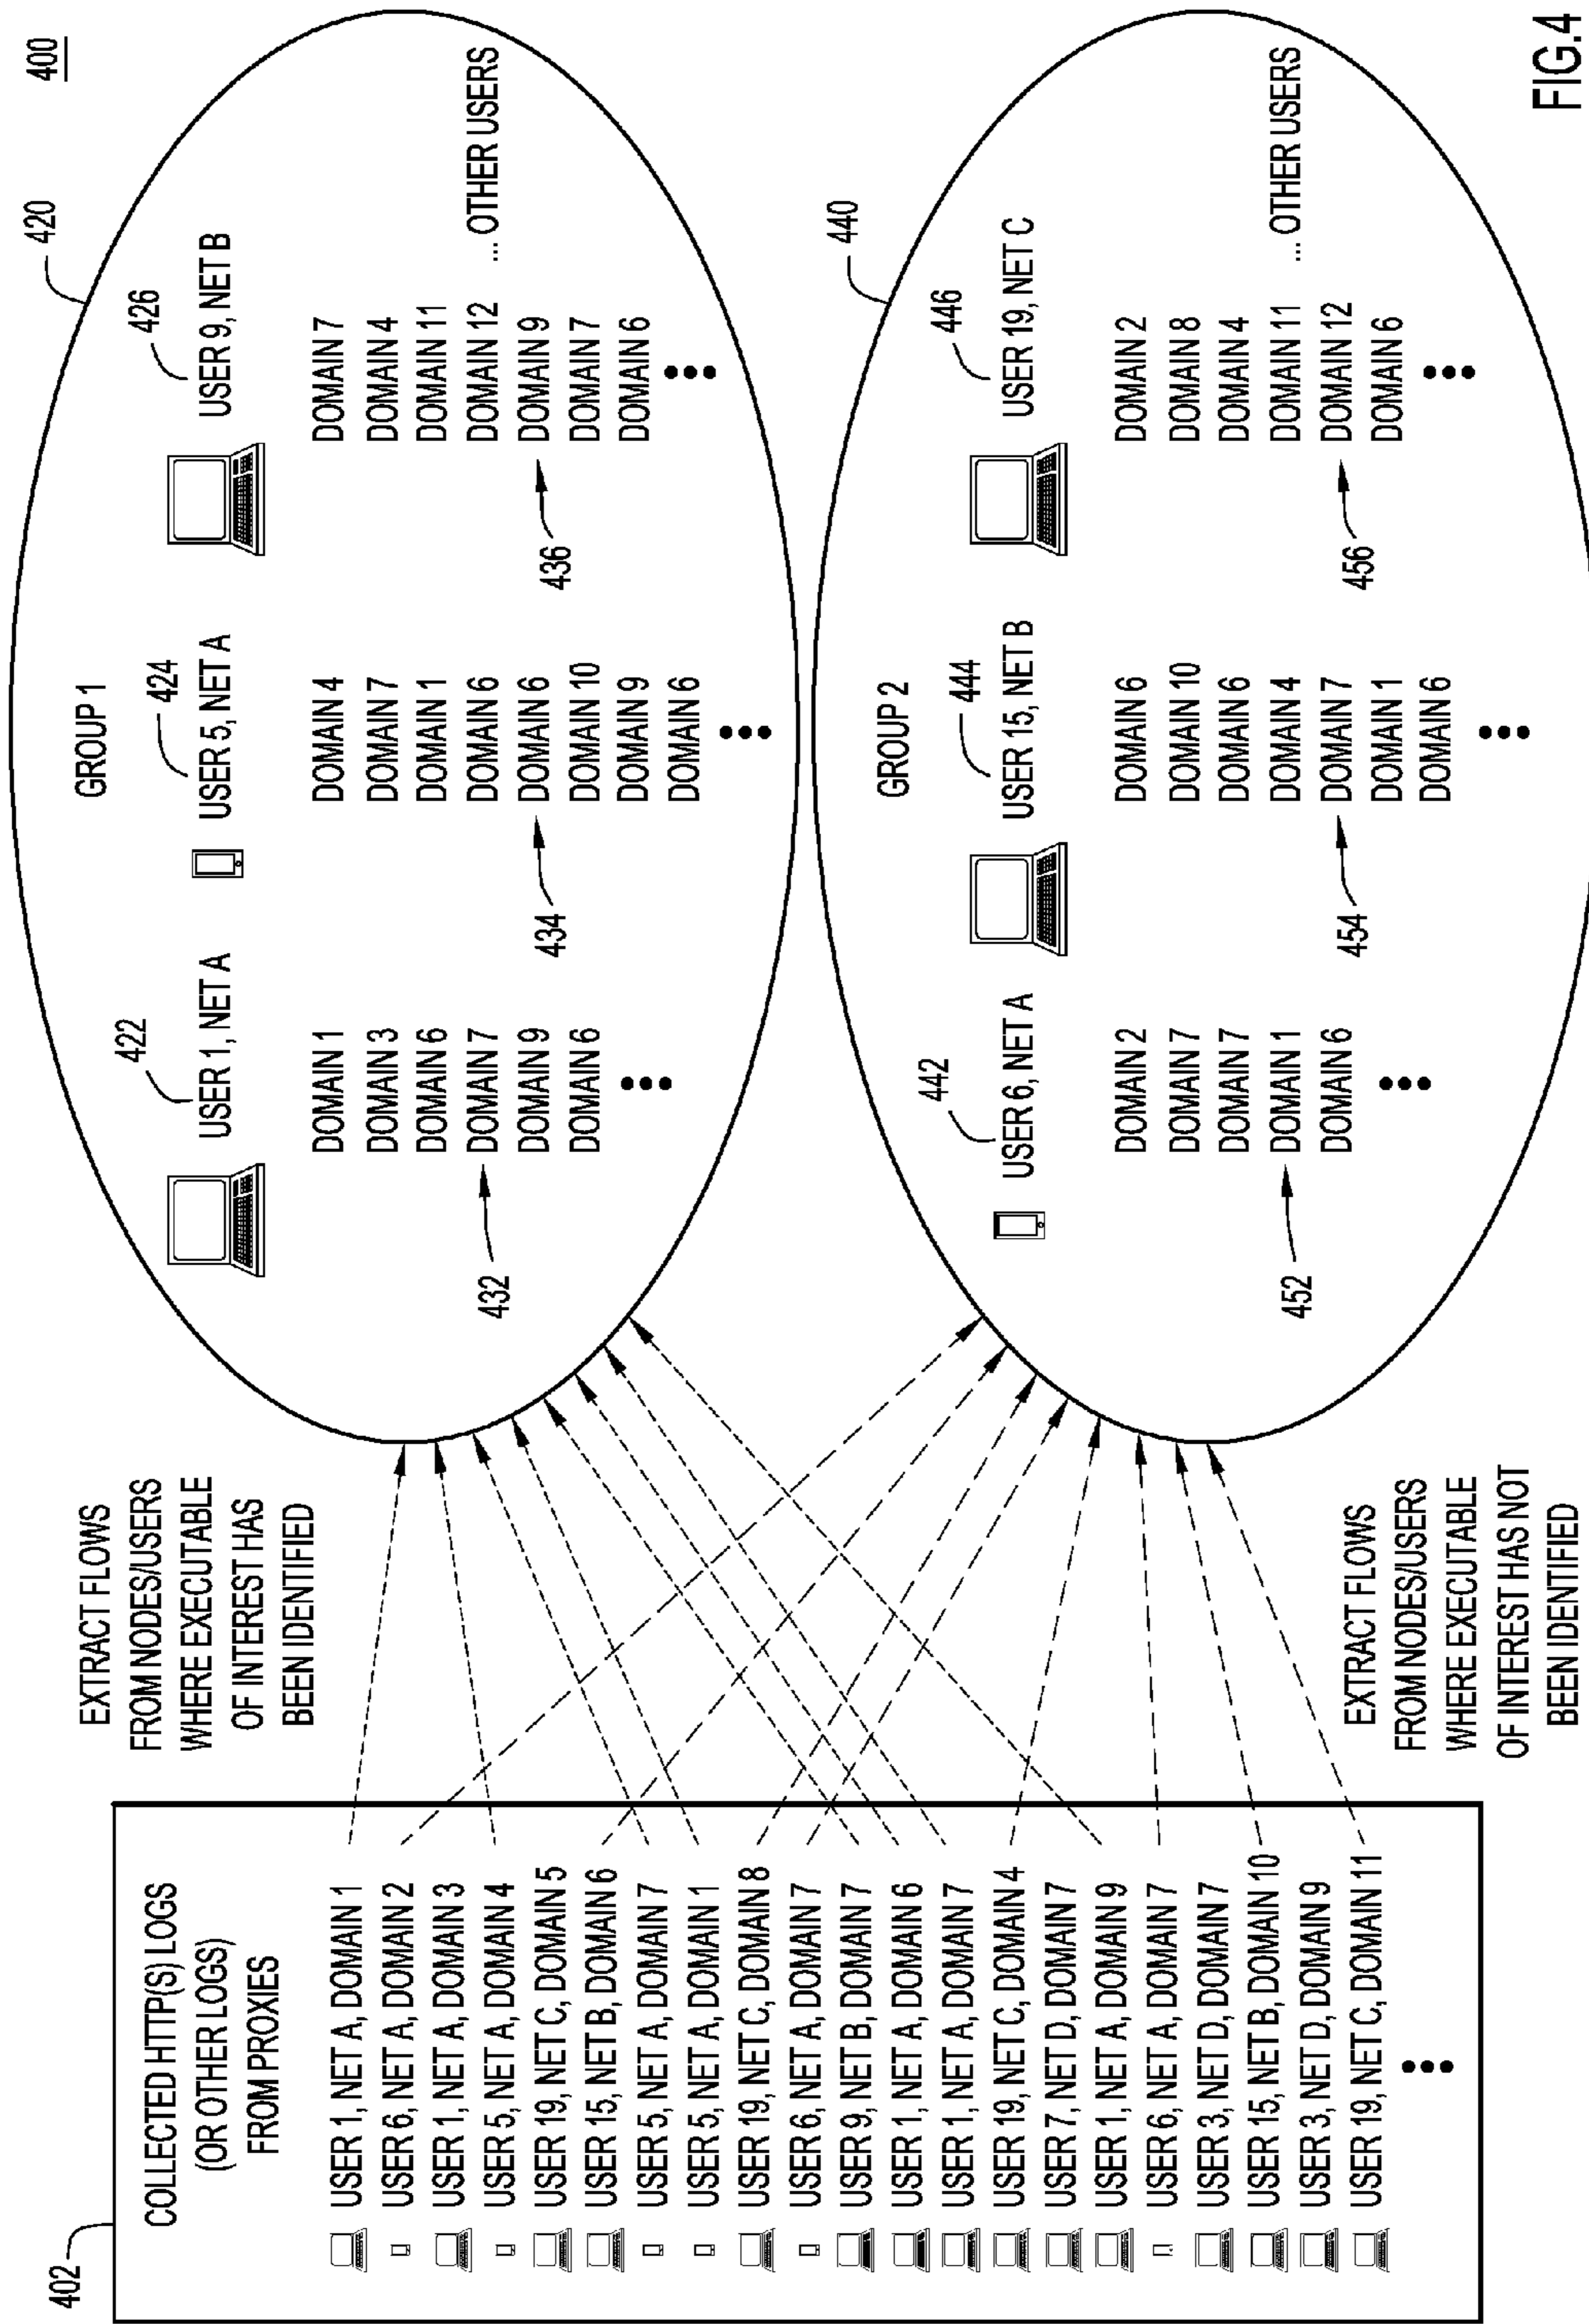 400
402
COLLECTED HTTP(S) LOGS
(OR OTHER LOGS)
FROM PROXIES
USER 1, NET A, DOMAIN 1
USER 6, NET A, DOMAIN 2
USER 1, NET A, DOMAIN 3
USER 5, NET A, DOMAIN 4
USER 19, NET C, DOMAIN 5
USER 15, NET B, DOMAIN 6
USER 5, NET A, DOMAIN 7
USER 5, NET A, DOMAIN 1
USER 19, NET C, DOMAIN 8
USER 6, NET A, DOMAIN 7
USER 9, NET B, DOMAIN 7
USER 1, NET A, DOMAIN 6
USER 1, NET A, DOMAIN 7
USER 19, NET C, DOMAIN 4
USER 7, NET D, DOMAIN 7
USER 1, NET A, DOMAIN 9
USER 6, NET A, DOMAIN 7
USER 3, NET D, DOMAIN 7
USER 15, NET B, DOMAIN 10
USER 3, NET D, DOMAIN 9
USER 19, NET C, DOMAIN 11
EXTRACT FLOWS
FROM NODES/USERS
WHERE EXECUTABLE
OF INTEREST HAS
BEEN IDENTIFIED
EXTRACT FLOWS
FROM NODES/USERS
WHERE EXECUTABLE
OF INTEREST HAS NOT
BEEN IDENTIFIED
420
GROUP 1
422
USER 1, NET A
DOMAIN 1
DOMAIN 3
DOMAIN 6
DOMAIN 7
DOMAIN 9
DOMAIN 6
432
424
USER 5, NET A
DOMAIN 4
DOMAIN 7
DOMAIN 1
DOMAIN 6
DOMAIN 6
DOMAIN 10
DOMAIN 9
DOMAIN 6
434
426
USER 9, NET B
DOMAIN 7
DOMAIN 4
DOMAIN 11
DOMAIN 12
DOMAIN 9
DOMAIN 7
DOMAIN 6
436
... OTHER USERS
440
GROUP 2
442
USER 6, NET A
DOMAIN 2
DOMAIN 7
DOMAIN 7
DOMAIN 1
DOMAIN 6
452
444
USER 15, NET B
DOMAIN 6
DOMAIN 10
DOMAIN 6
DOMAIN 4
DOMAIN 7
DOMAIN 1
DOMAIN 6
454
446
USER 19, NET C
DOMAIN 2
DOMAIN 8
DOMAIN 4
DOMAIN 11
DOMAIN 12
DOMAIN 6
456
... OTHER USERS
FIG.4